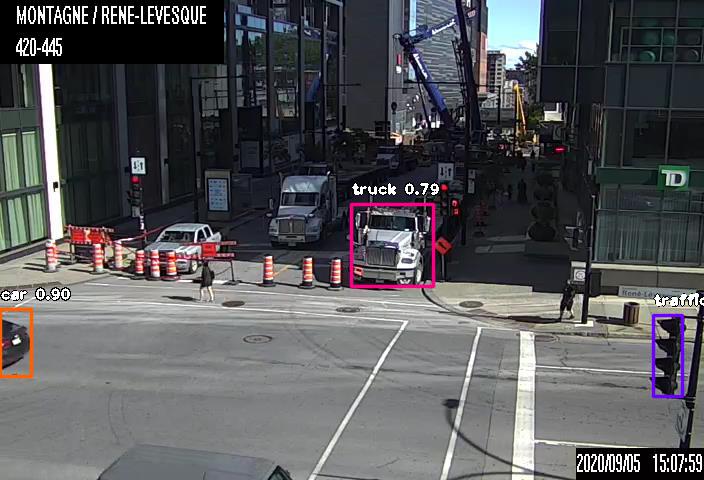 MONTAGNE / RENE-LEVESQUE
420-445
truck 0.79
TD
car 0.90
traffic
2020/09/05 15:07:59